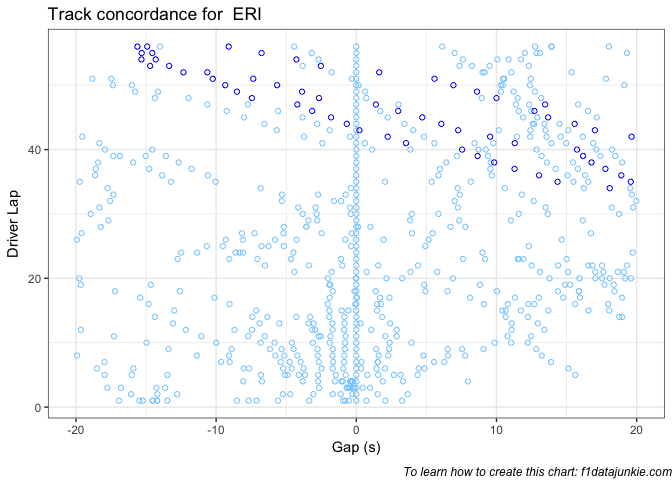 Track concordance for  ERI
Driver Lap
40
20
0
-20 -10 0 10 20
Gap (s)
To learn how to create this chart: f1datajunkie.com